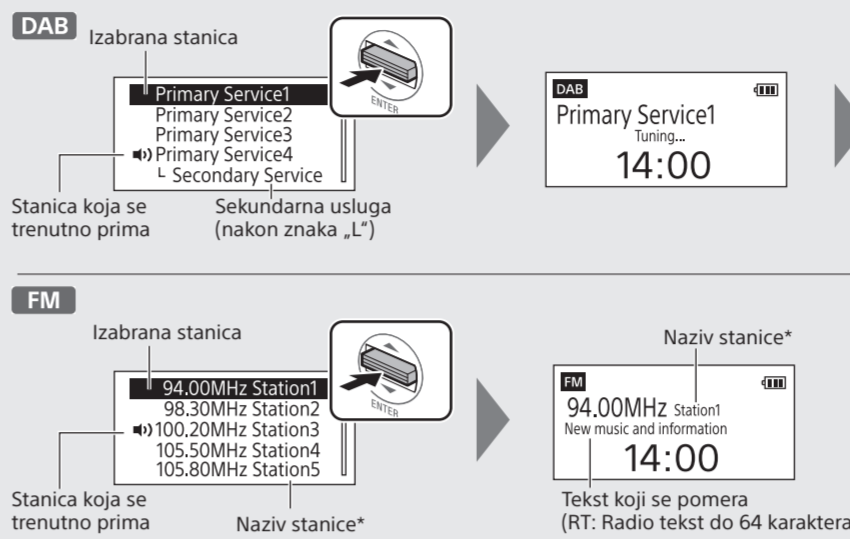 DAB
Izabrana stanica
Primary Service1
Primary Service2
Primary Service3
Primary Service4
└ Secondary Service
ENTER
Stanica koja se
trenutno prima
Sekundarna usluga
(nakon znaka „L“)
DAB
Primary Service1
Tuning...
14:00
FM
Izabrana stanica
94.00MHz Station1
98.30MHz Station2
100.20MHz Station3
105.50MHz Station4
105.80MHz Station5
ENTER
Stanica koja se
trenutno prima
Naziv stanice*
Naziv stanice*
FM
94.00MHz Station1
New music and information
14:00
Tekst koji se pomera
(RT: Radio tekst do 64 karaktera